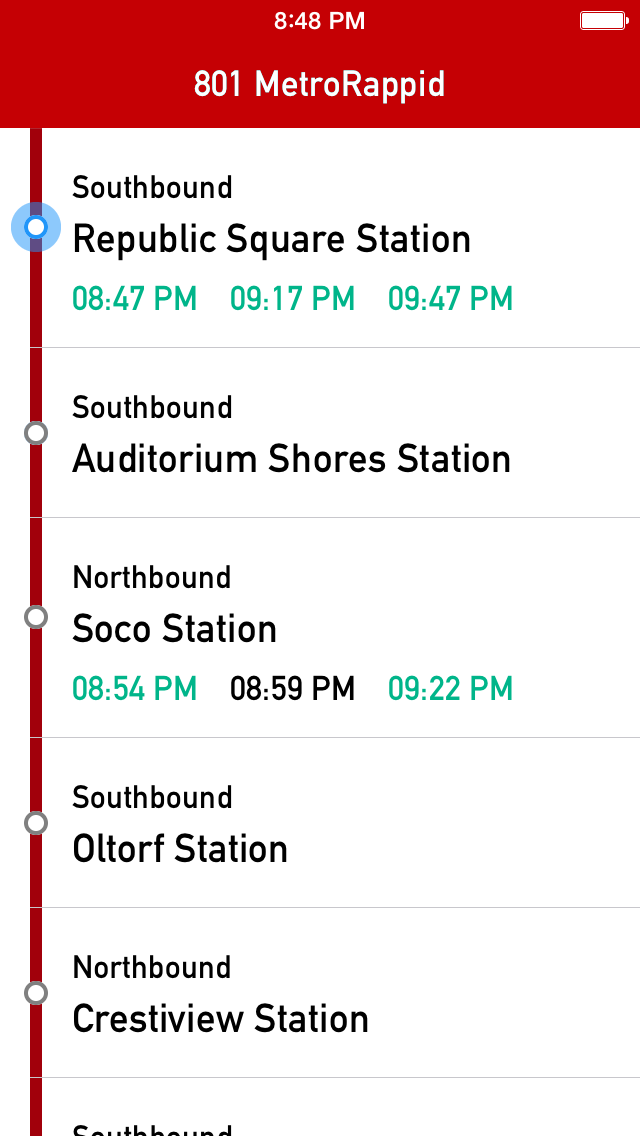 8:48 PM
801 MetroRappid
Southbound
Republic Square Station
08:47 PM 09:17 PM 09:47 PM
Southbound
Auditorium Shores Station
Northbound
Soco Station
08:54 PM 08:59 PM 09:22 PM
Southbound
Oltorf Station
Northbound
Crestiview Station
Southbound